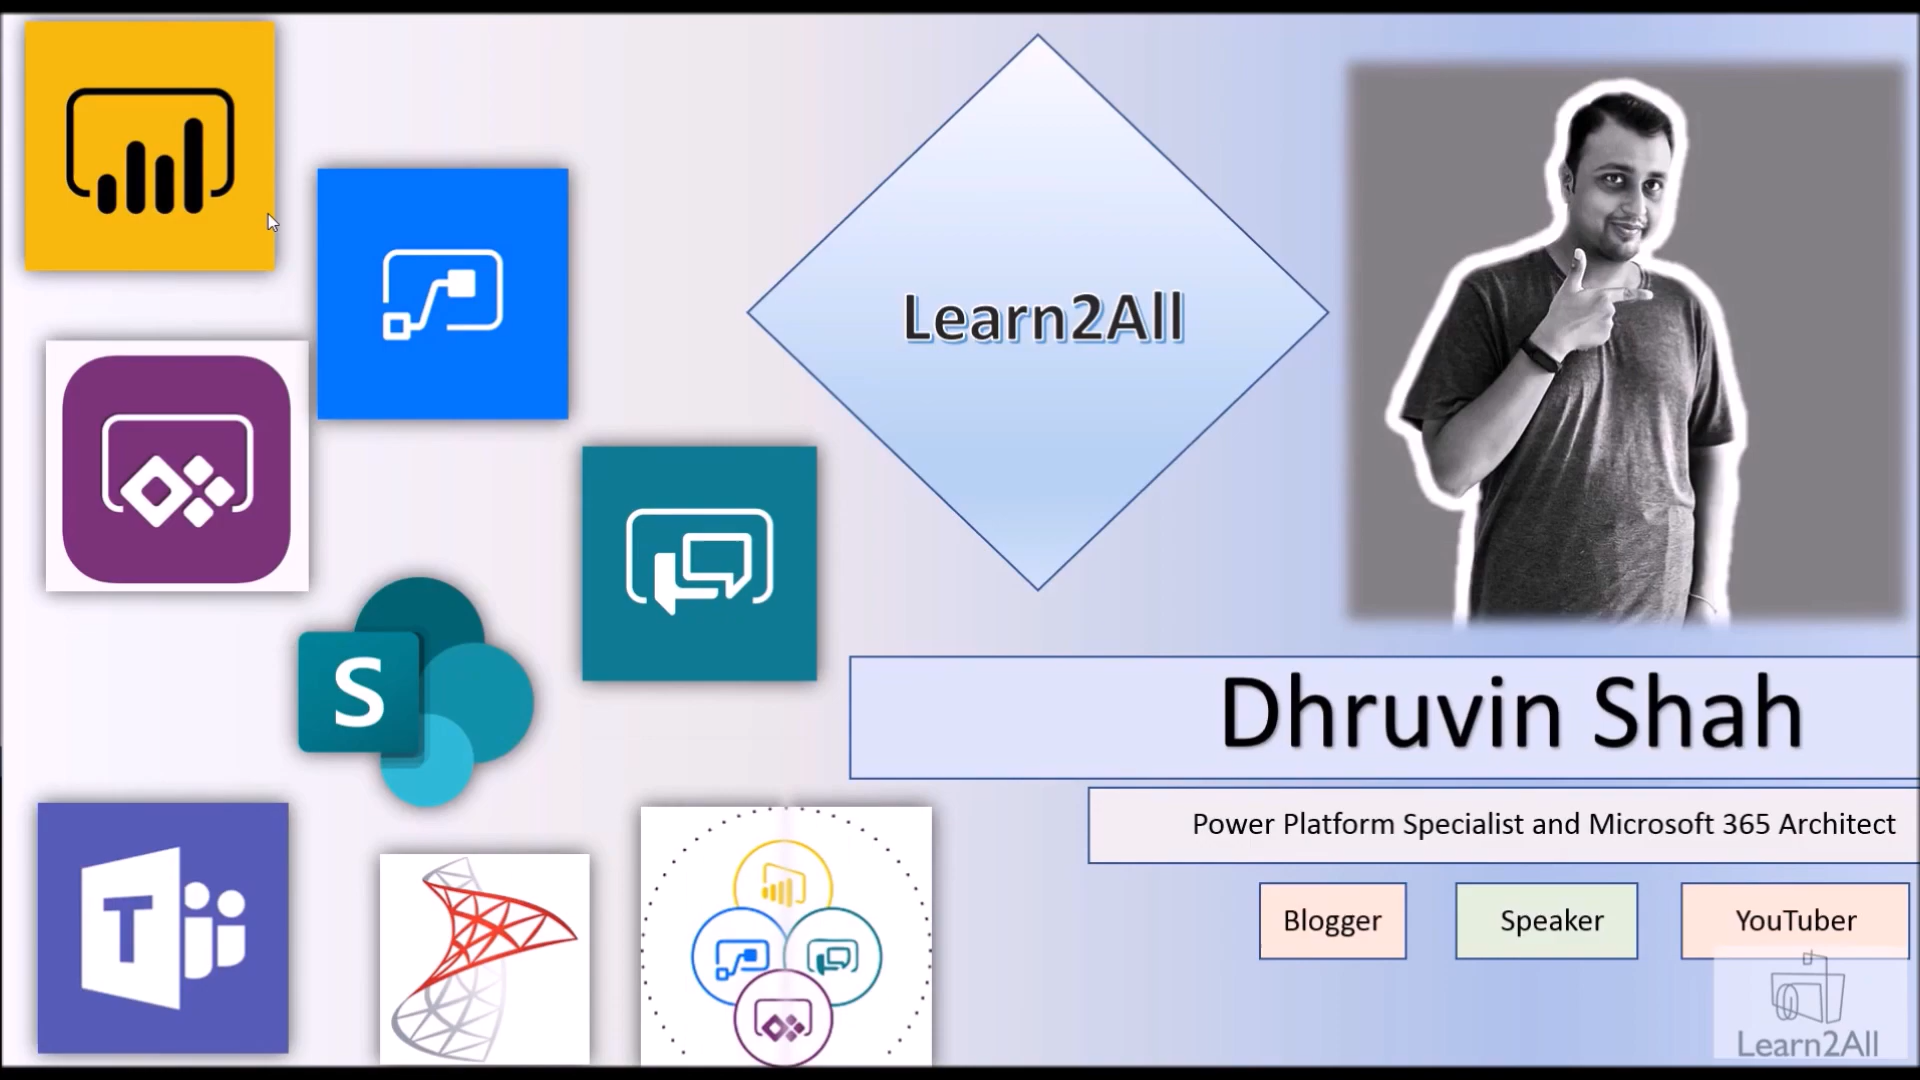 Learn2All
S
Dhruvin Shah
Power Platform Specialist and Microsoft 365 Architect
T
Blogger
Speaker
YouTuber
Learn2All